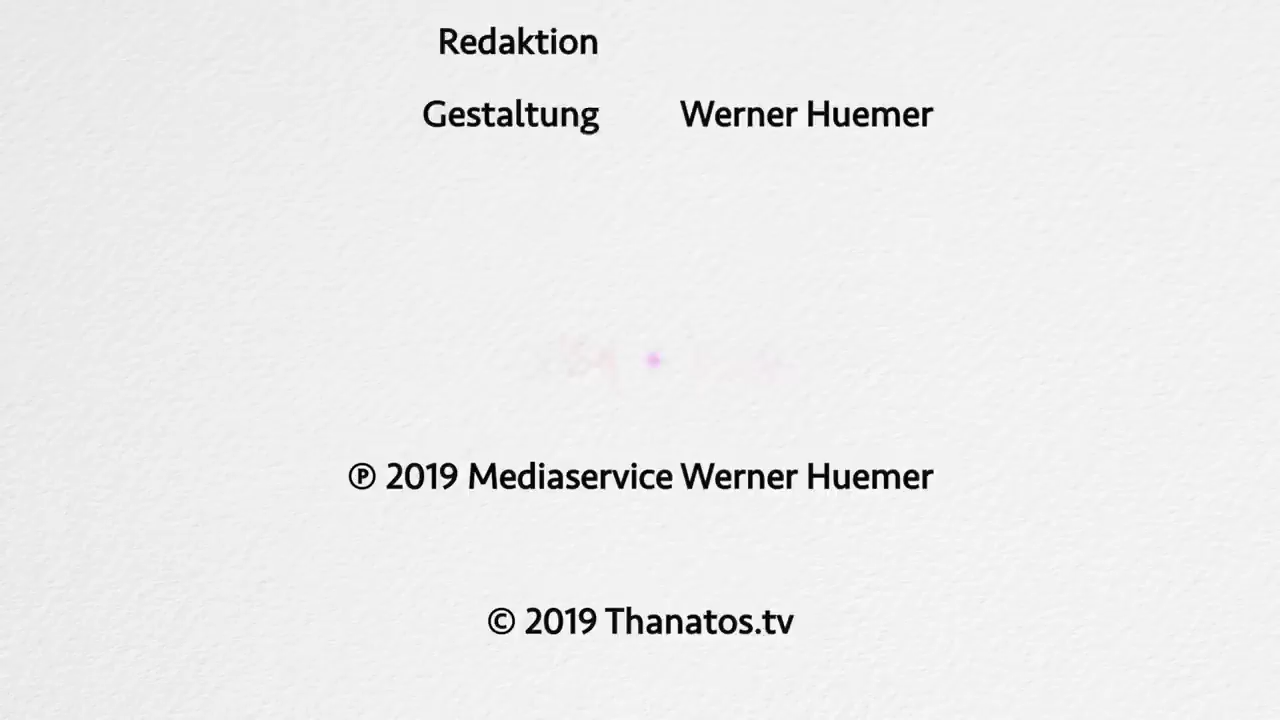 Redaktion
Gestaltung Werner Huemer
℗ 2019 Mediaservice Werner Huemer
© 2019 Thanatos.tv